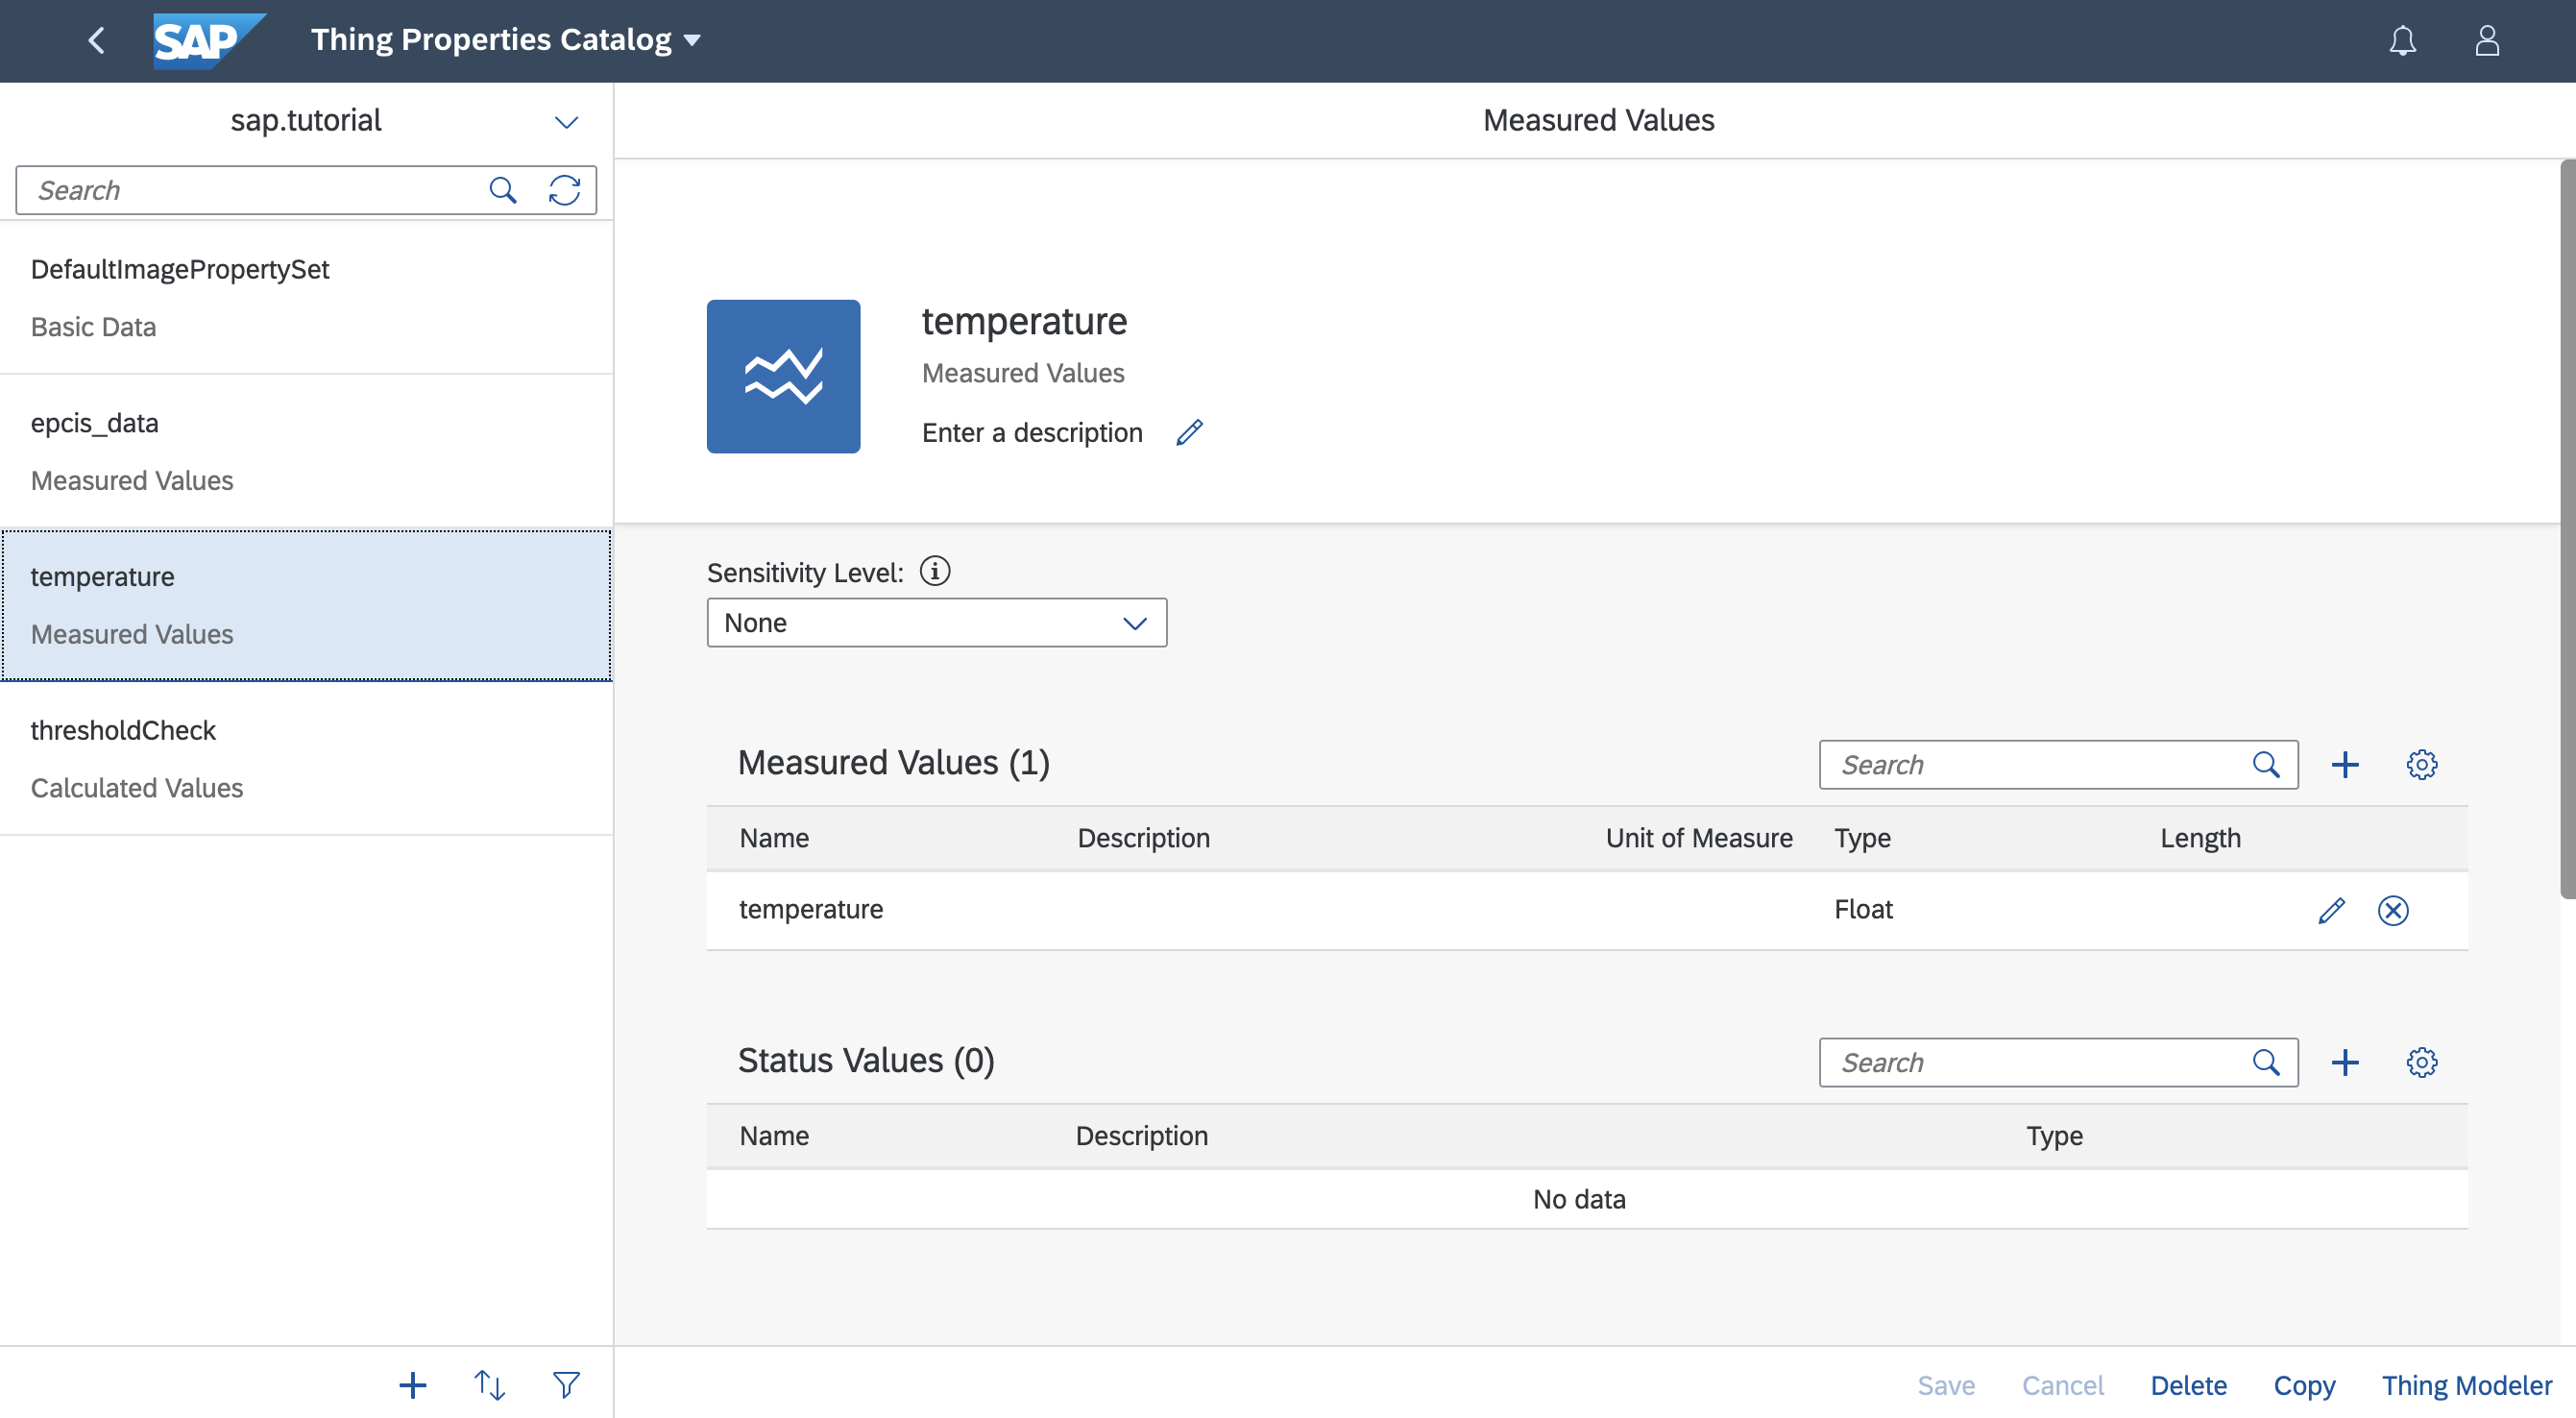 SAP Thing Properties Catalog
sap.tutorial
Search
DefaultImagePropertySet
Basic Data
epcis_data
Measured Values
temperature
Measured Values
thresholdCheck
Calculated Values
Measured Values
temperature
Measured Values
Enter a description
Sensitivity Level:
None
Measured Values (1)
Search
Name Description Unit of Measure Type Length
temperature Float
Status Values (0)
Search
Name Description Type
No data
Save Cancel Delete Copy Thing Modeler